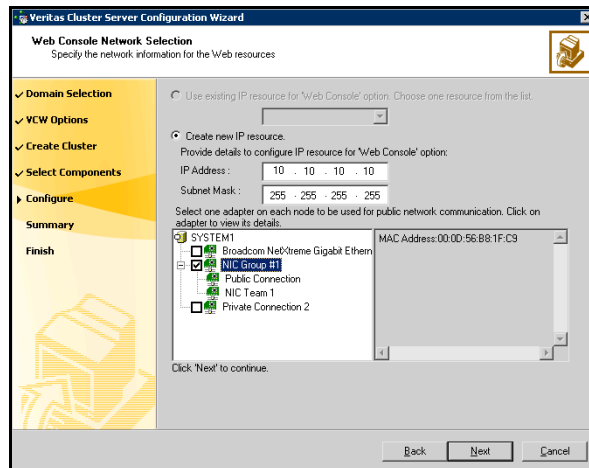 Veritas Cluster Server Configuration Wizard
Web Console Network Selection
Specify the network information for the Web resources
Domain Selection
VCW Options
Create Cluster
Select Components
Configure
Summary
Finish
Use existing IP resource for 'Web Console' option. Choose one resource from the list.
Create new IP resource.
Provide details to configure IP resource for 'Web Console' option:
IP Address : 10 . 10 . 10 . 10
Subnet Mask : 255 . 255 . 255 . 255
Select one adapter on each node to be used for public network communication. Click on
adapter to view its details.
SYSTEM1
Broadcom NetXtreme Gigabit Ethern
NIC Group #1
Public Connection
NIC Team 1
Private Connection 2
MAC Address:00:0D:56:B8:1F:C9
Click 'Next' to continue.
Back Next Cancel